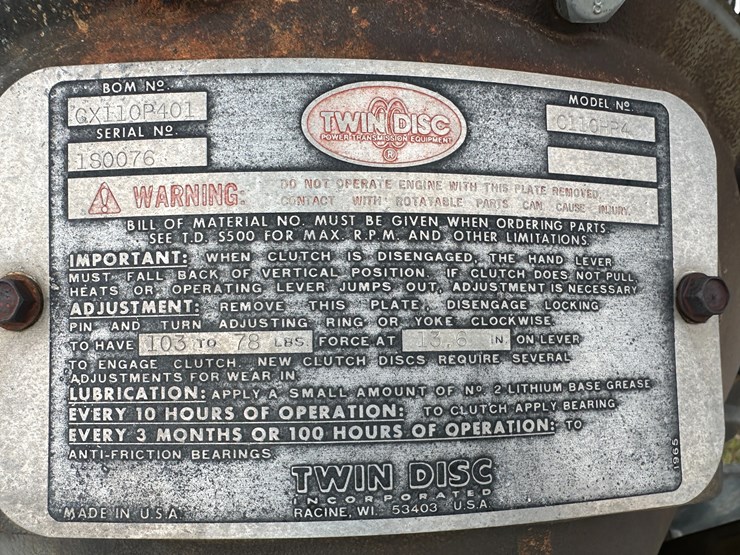 BOM Nº
GX110P401
SERIAL Nº.
180076
TWIN DISC
POWER TRANSMISSION EQUIPMENT
®
MODEL Nº
WARNING:
DO NOT OPERATE ENGINE WITH THIS PLATE REMOVED,
CONTACT WITH ROTATABLE PARTS CAN CAUSE INJURY.
BILL OF MATERIAL NO. MUST BE GIVEN WHEN ORDERING PARTS
SEE T.D. S500 FOR MAX. R.P.M. AND OTHER LIMITATIONS
IMPORTANT: WHEN CLUTCH IS DISENGAGED, THE HAND LEVER
MUST FALL BACK OF VERTICAL POSITION. IF CLUTCH DOES NOT PULL
HEATS OR OPERATING LEVER JUMPS OUT, ADJUSTMENT IS NECESSARY
ADJUSTMENT: REMOVE THIS PLATE, DISENGAGE LOCKING
PIN AND TURN ADJUSTING RING OR YOKE CLOCKWISE
TO HAVE 103 TO 78 LBS. FORCE AT 13.5 IN. ON LEVER
TO ENGAGE CLUTCH. NEW CLUTCH DISCS REQUIRE SEVERAL
ADJUSTMENTS FOR WEAR IN
LUBRICATION: APPLY A SMALL AMOUNT OF Nº 2 LITHIUM BASE GREASE
EVERY 10 HOURS OF OPERATION: TO CLUTCH APPLY BEARING
EVERY 3 MONTHS OR 100 HOURS OF OPERATION: TO
ANTI-FRICTION BEARINGS
TWIN DISC
INCORPORATED
RACINE, WI. 53403 U.S.A.
MADE IN U.S.A.
1965
8